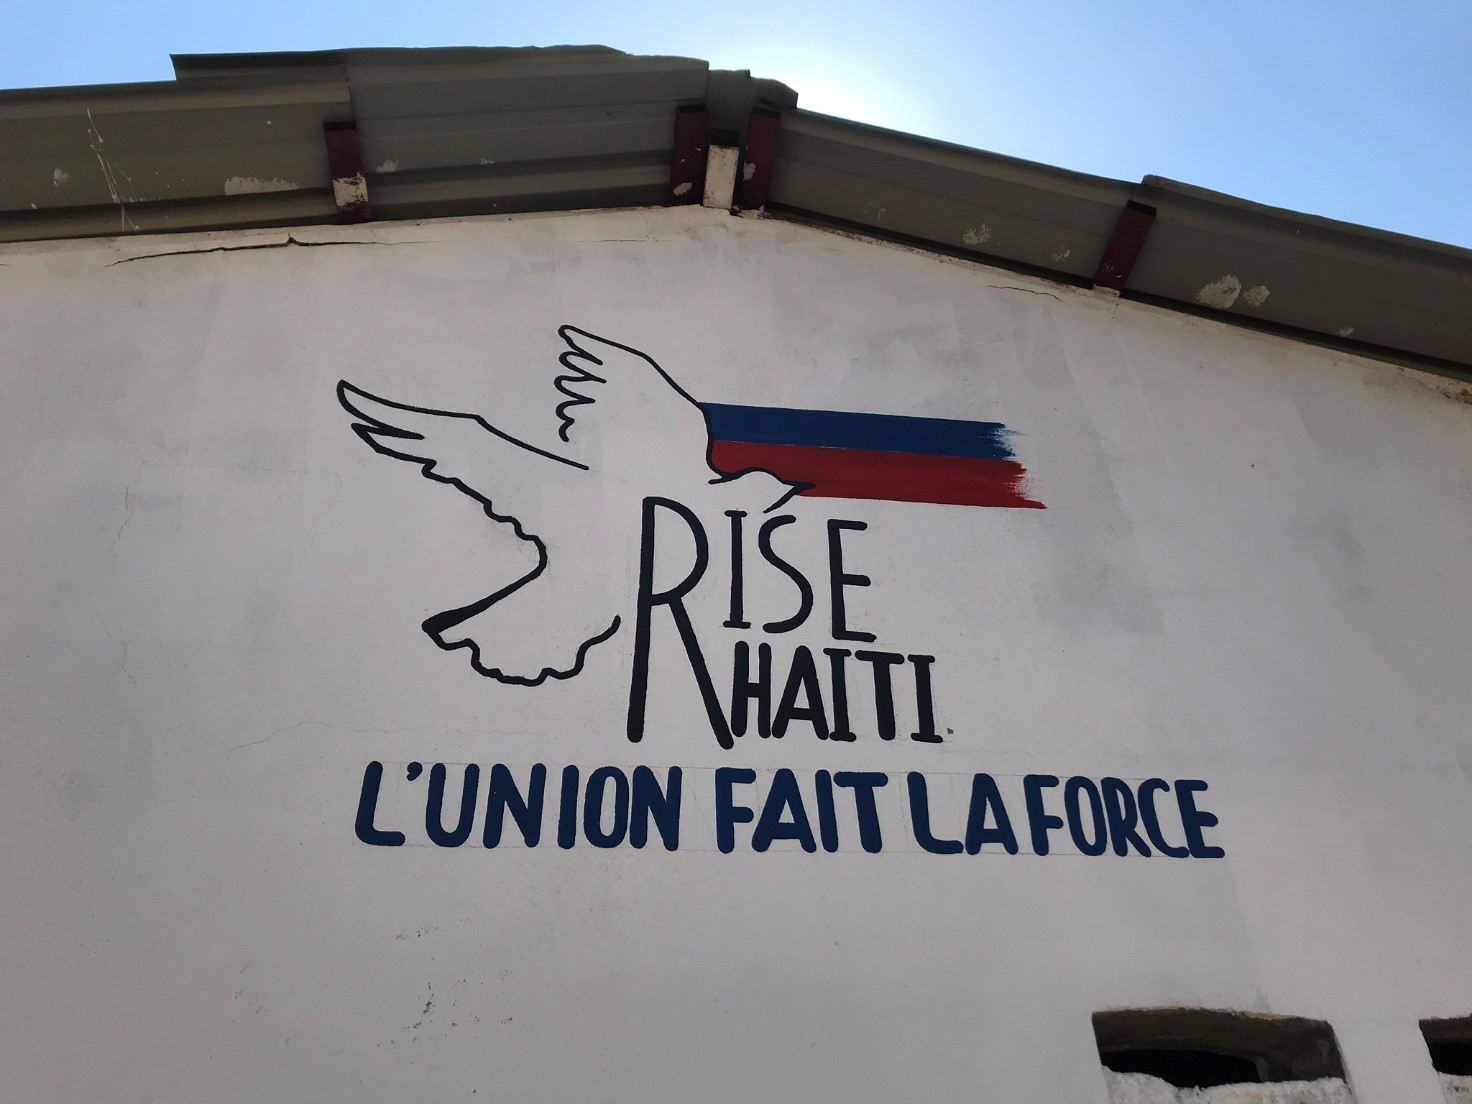 RISE
HAITI
L'UNION FAIT LA FORCE